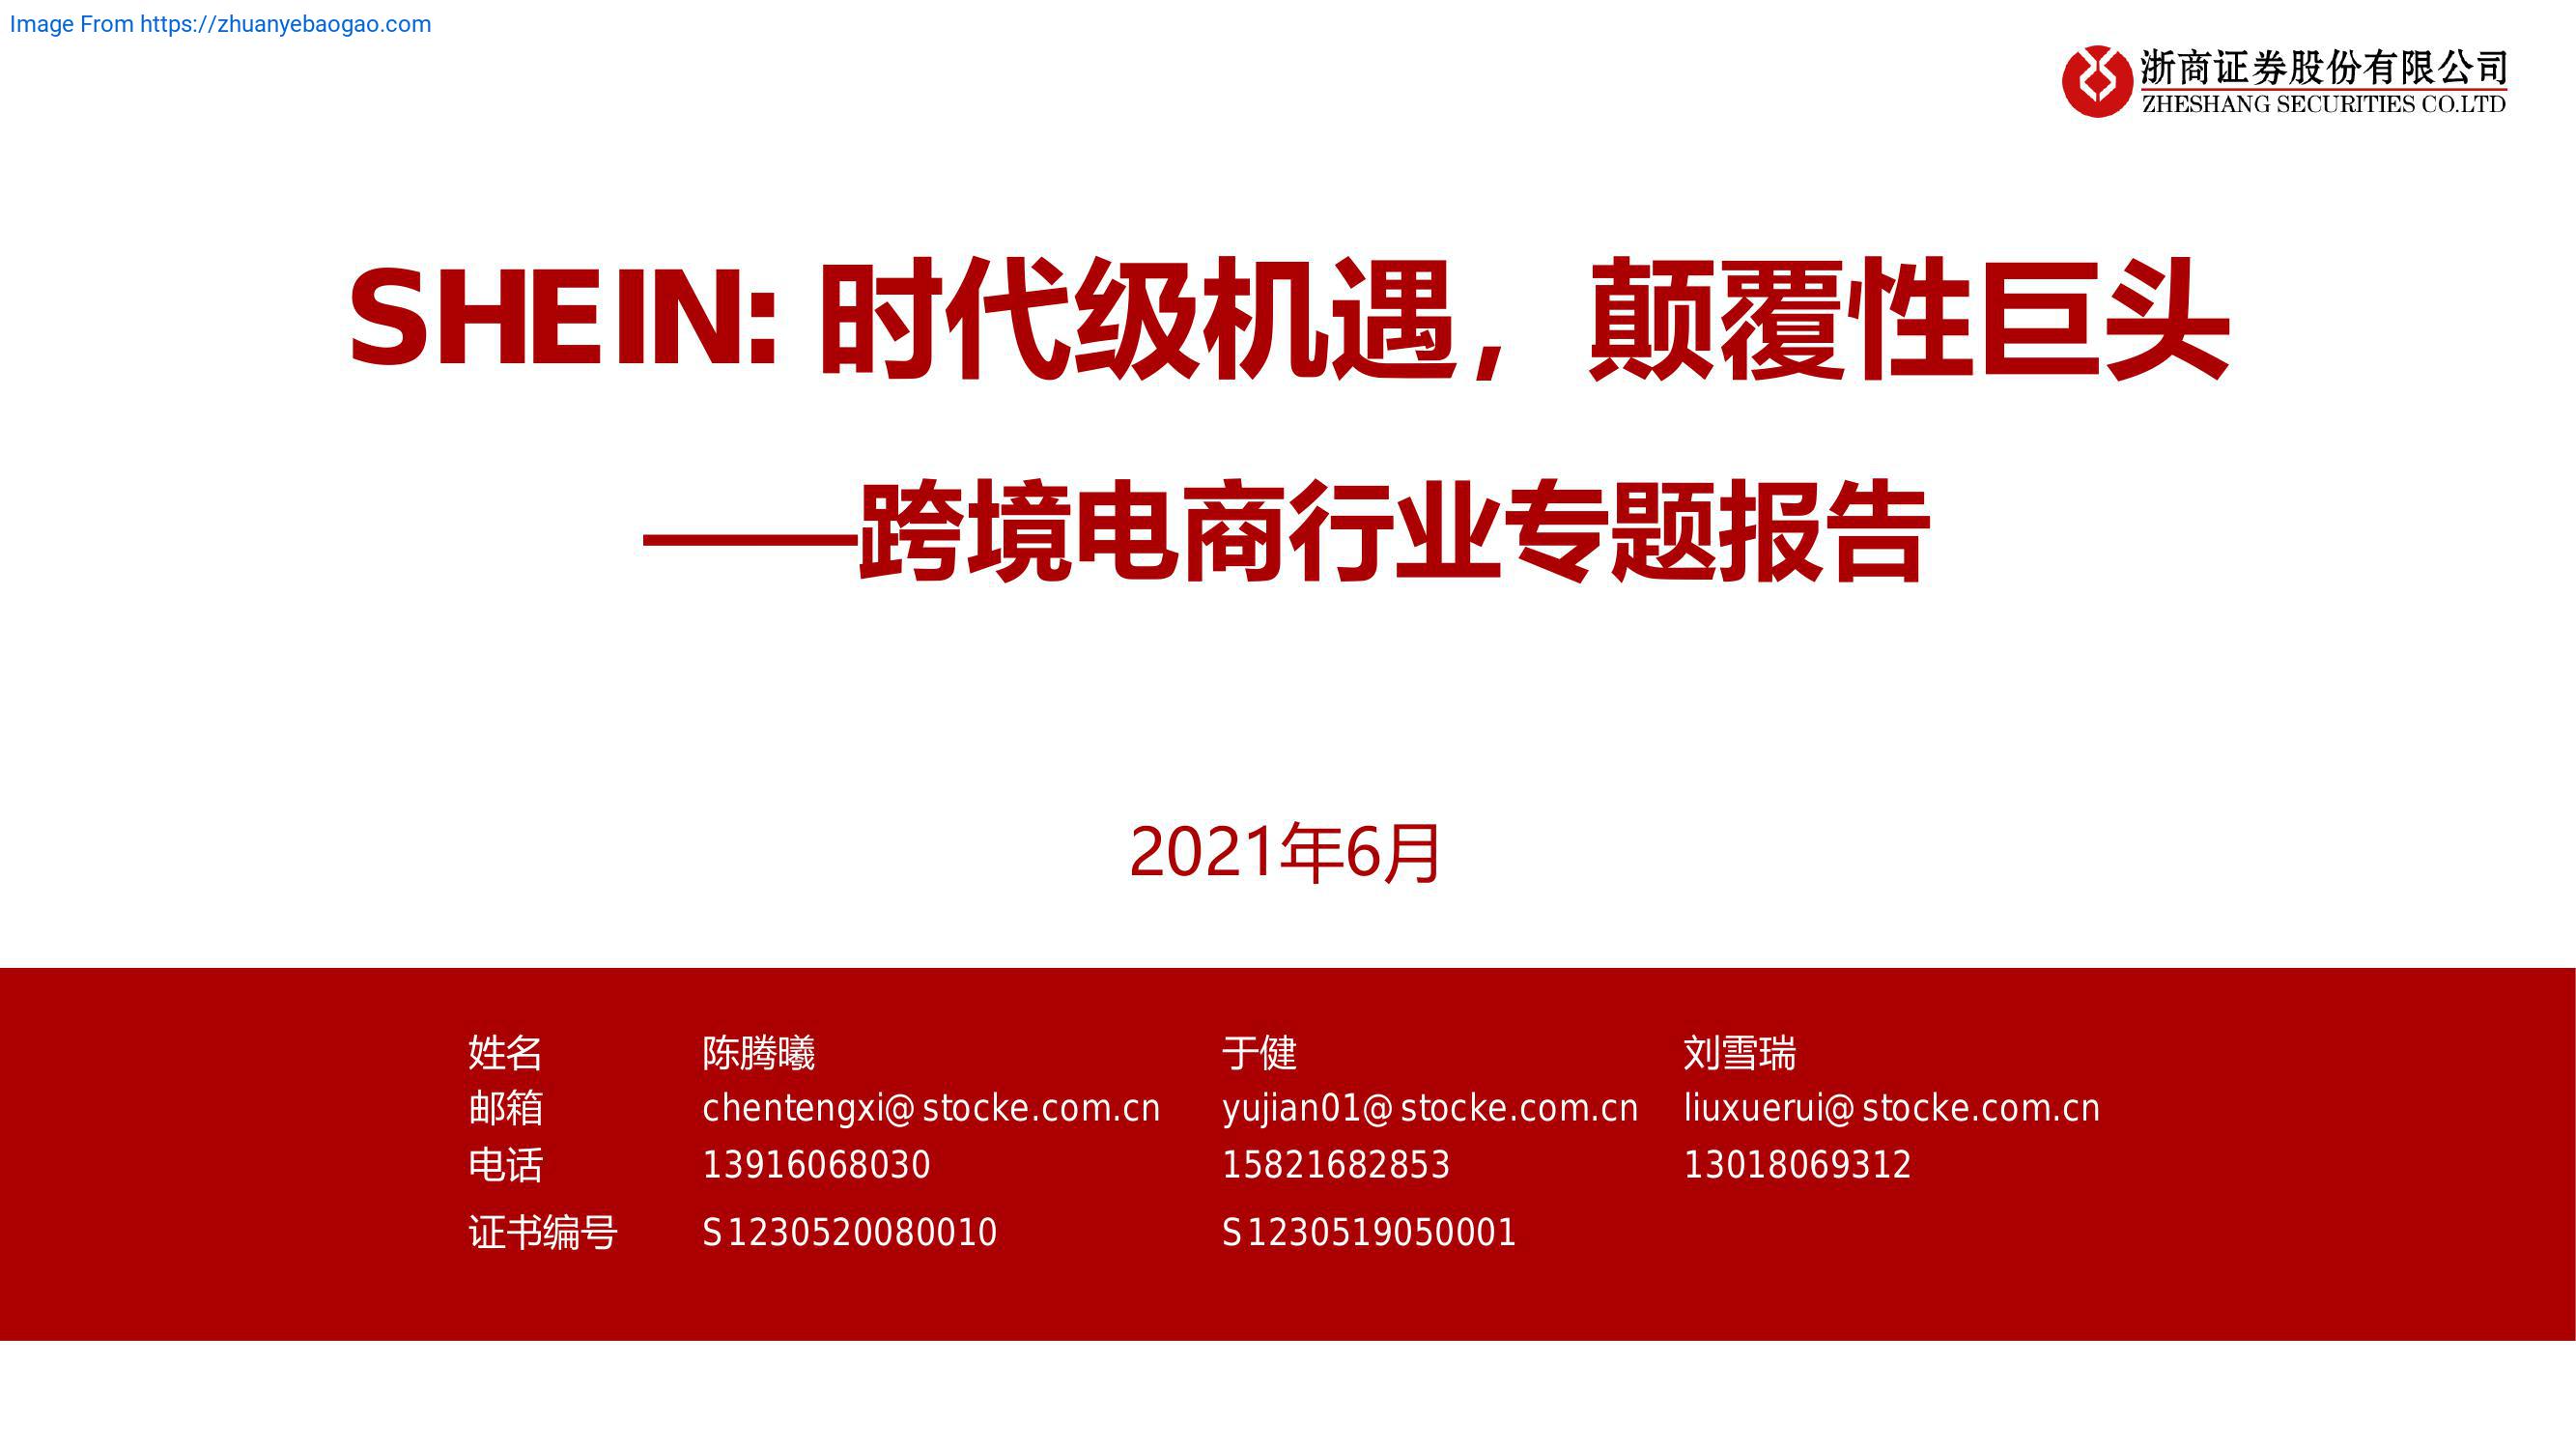 Image From https://zhuanyebaogao.com
浙商证券股份有限公司
ZHESHANG SECURITIES CO.LTD
SHEIN: 时代级机遇，颠覆性巨头
——跨境电商行业专题报告
2021年6月
姓名 陈腾曦 于健 刘雪瑞
邮箱 chentengxi@stocke.com.cn yujian01@stocke.com.cn liuxuerui@stocke.com.cn
电话 13916068030 15821682853 13018069312
证书编号 S1230520080010 S1230519050001